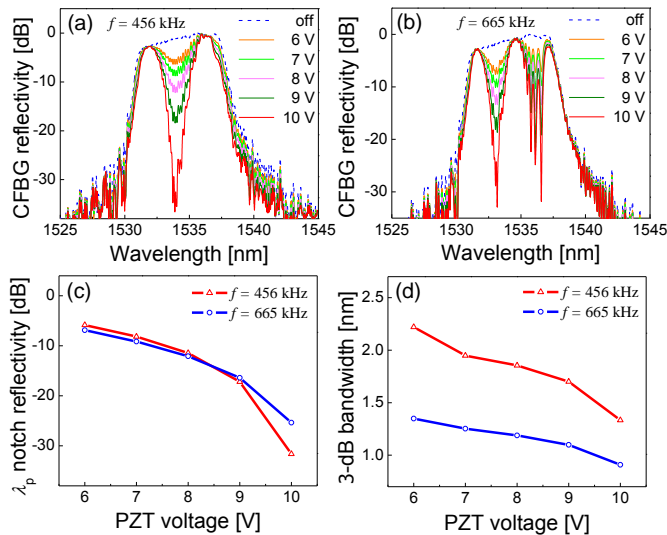 (a) f = 456 kHz
off
6 V
7 V
8 V
9 V
10 V
CFBG reflectivity [dB]
0
-10
-20
-30
1525 1530 1535 1540 1545
Wavelength [nm]
(b) f = 665 kHz
off
6 V
7 V
8 V
9 V
10 V
CFBG reflectivity [dB]
0
-10
-20
-30
1525 1530 1535 1540 1545
Wavelength [nm]
(c)
f = 456 kHz
f = 665 kHz
λp notch reflectivity [dB]
0
-10
-20
-30
6 7 8 9 10
PZT voltage [V]
(d)
f = 456 kHz
f = 665 kHz
3-dB bandwidth [nm]
2.5
2.0
1.5
1.0
6 7 8 9 10
PZT voltage [V]